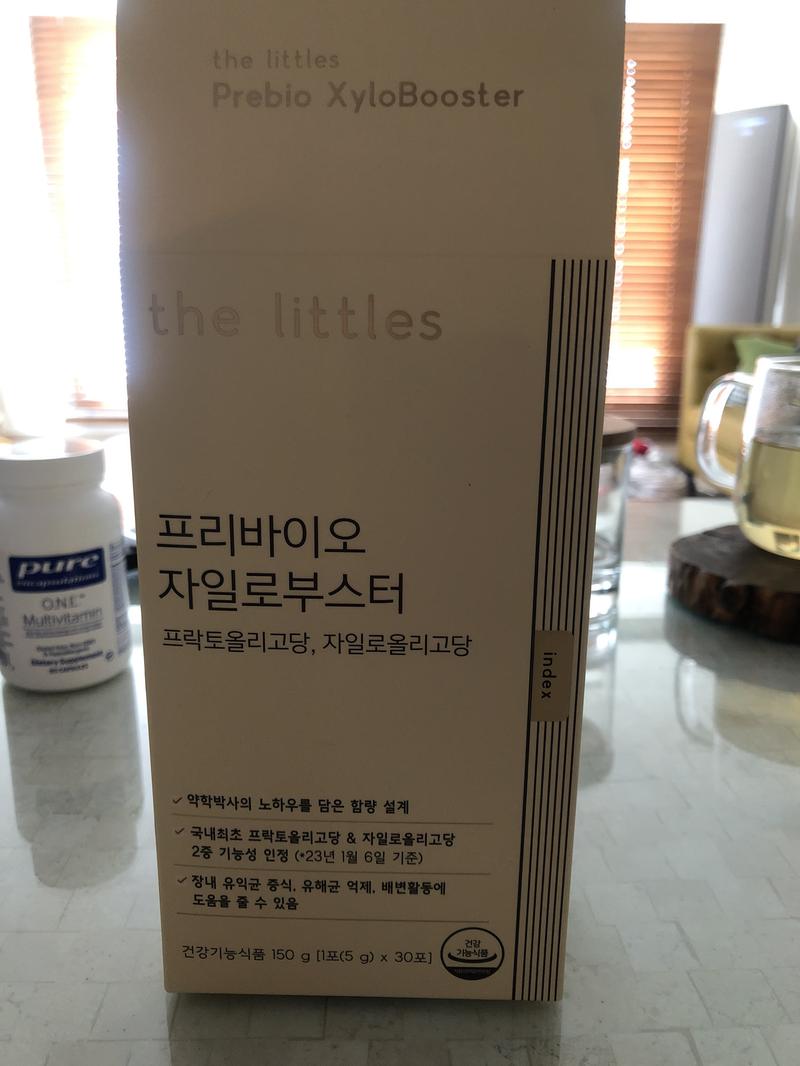 the littles
Prebio XyloBooster
the littles
프리바이오
자일로부스터
프락토올리고당, 자일로올리고당
index
✓ 약학박사의 노하우를 담은 함량 설계
✓ 국내최초 프락토올리고당 & 자일로올리고당
2중 기능성 인정 (*23년 1월 6일 기준)
✓ 장내 유익균 증식, 유해균 억제, 배변활동에
도움을 줄 수 있음
건강기능식품 150 g [1포(5 g) x 30포]
건강
기능식품
pure
encapsulations
O.N.E.™
Multivitamin
Dietary Supplement